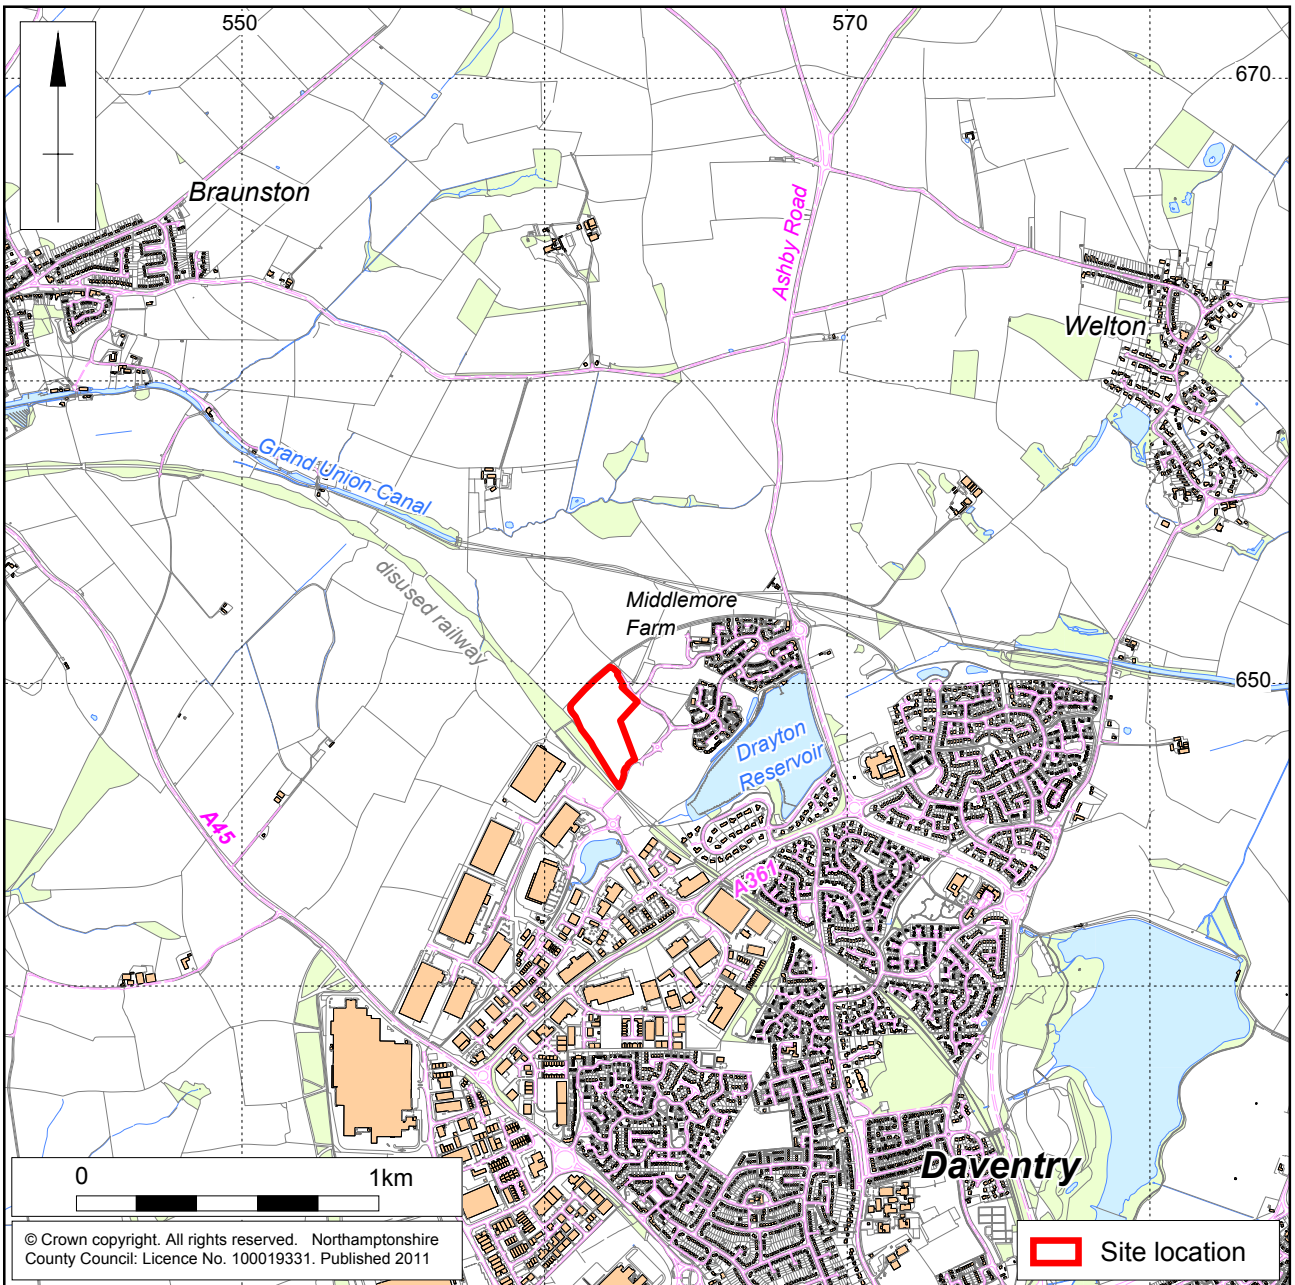 550
570
670
Braunston
Ashby Road
Welton
Grand Union Canal
disused railway
Middlemore
Farm
650
Drayton
Reservoir
A45
A361
Daventry
0 1km
© Crown copyright. All rights reserved. Northamptonshire
County Council: Licence No. 100019331. Published 2011
Site location